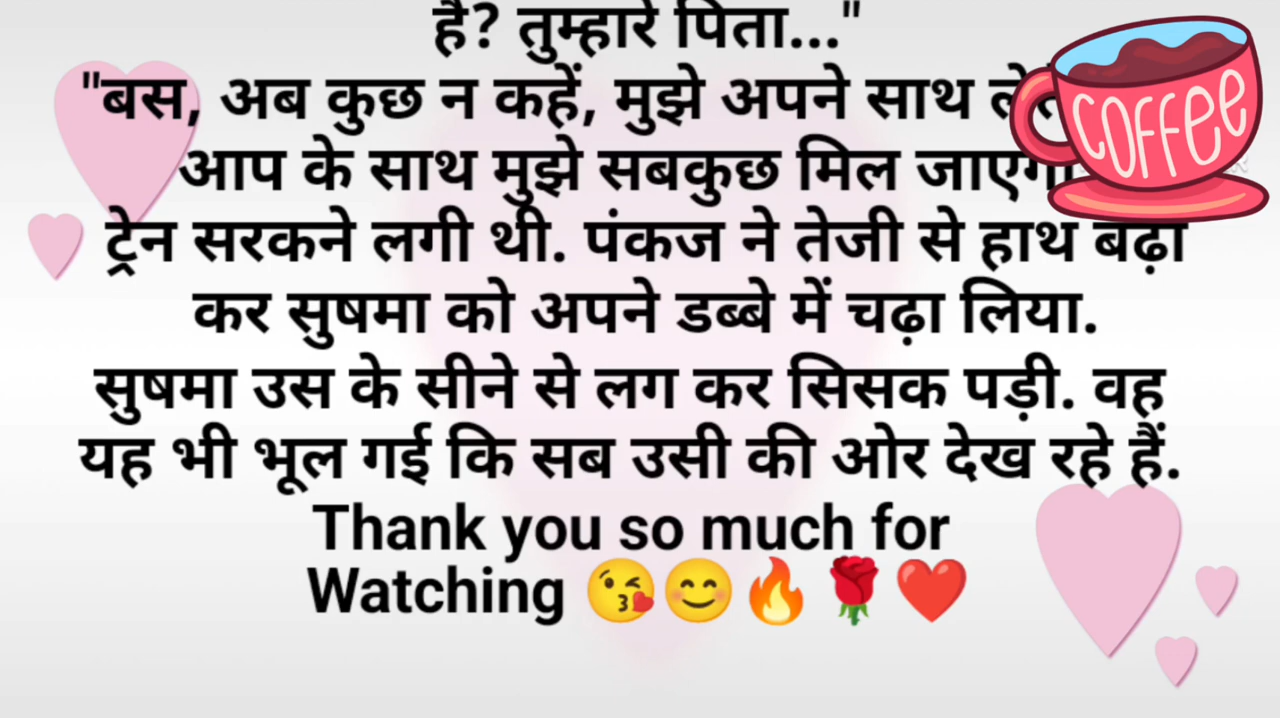 है? तुम्हारे पिता..."
"बस, अब कुछ न कहें, मुझे अपने साथ
आप के साथ मुझे सबकुछ मिल
ट्रेन सरकने लगी थी. पंकज ने तेजी से हाथ बढ़ा
कर सुषमा को अपने डब्बे में चढ़ा लिया.
सुषमा उस के सीने से लग कर सिसक पड़ी. वह
यह भी भूल गई कि सब उसी की ओर देख रहे हैं.
Thank you so much for
Watching 😘😊🔥🌹❤️
COFFEE